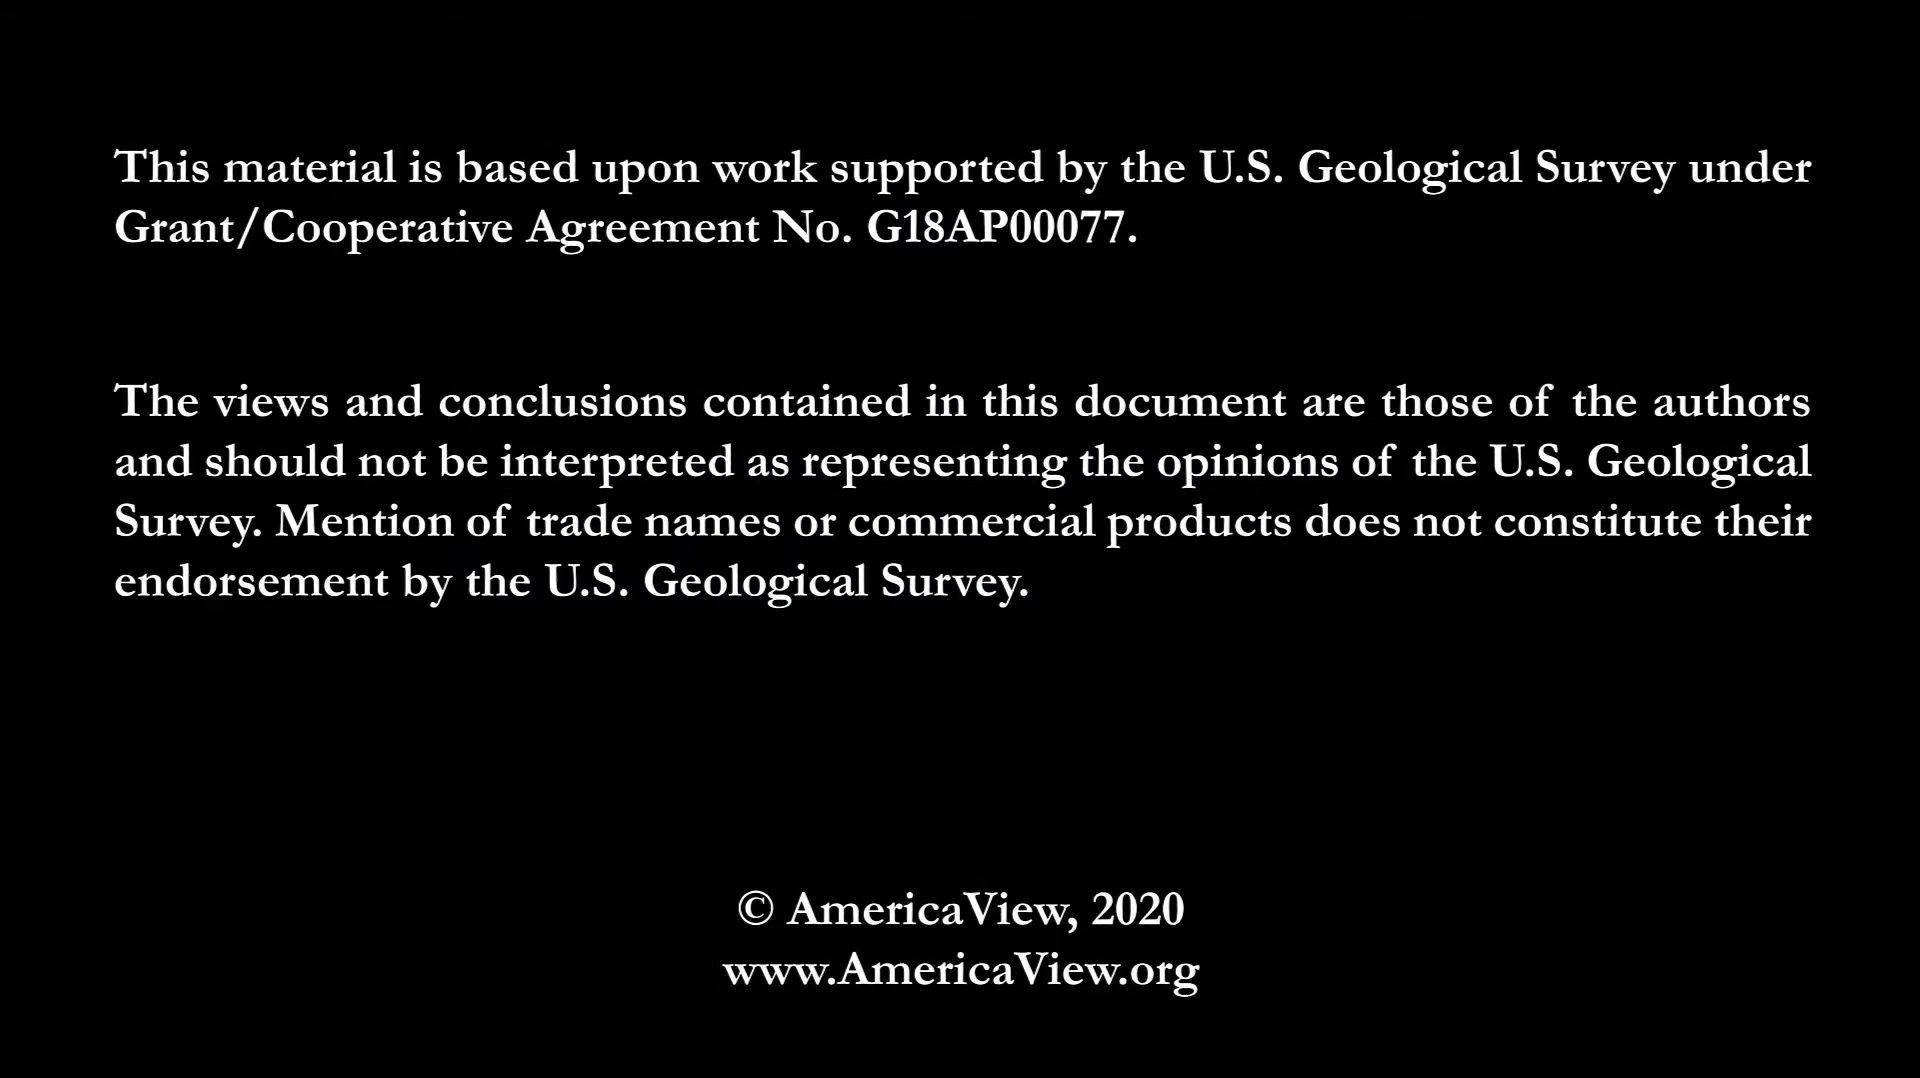 This material is based upon work supported by the U.S. Geological Survey under
Grant/Cooperative Agreement No. G18AP00077.
The views and conclusions contained in this document are those of the authors
and should not be interpreted as representing the opinions of the U.S. Geological
Survey. Mention of trade names or commercial products does not constitute their
endorsement by the U.S. Geological Survey.
© AmericaView, 2020
www.AmericaView.org